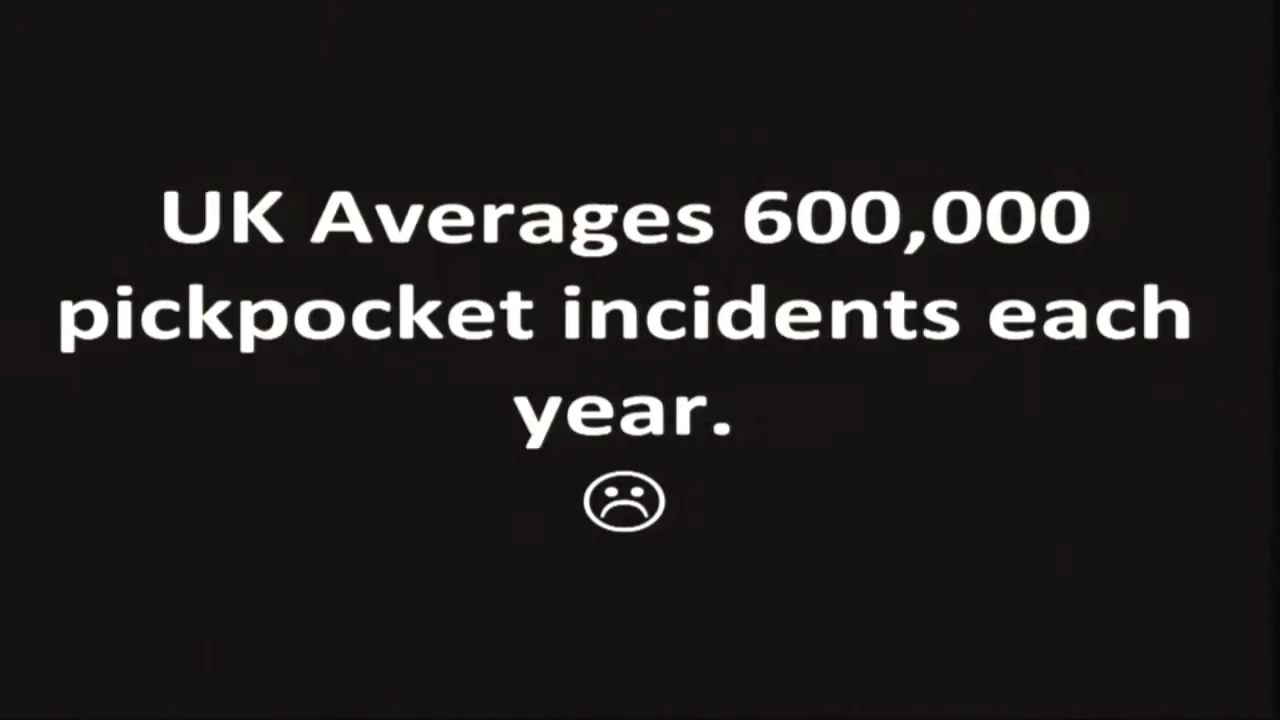 UK Averages 600,000
pickpocket incidents each
year.
☹